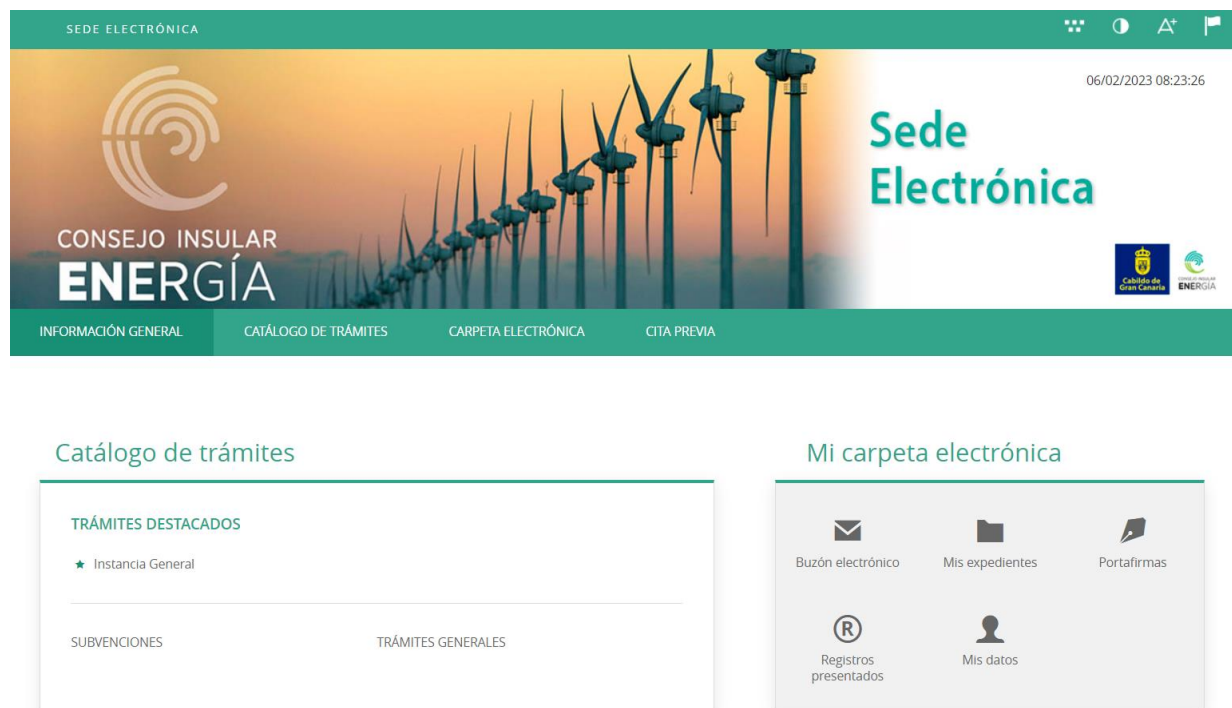 SEDE ELECTRÓNICA
A+
06/02/2023 08:23:26
CONSEJO INSULAR
ENERGÍA
Sede
Electrónica
Cabildo de
Gran Canaria
CONSEJO INSULAR
ENERGÍA
INFORMACIÓN GENERAL
CATÁLOGO DE TRÁMITES
CARPETA ELECTRÓNICA
CITA PREVIA
Catálogo de trámites
TRÁMITES DESTACADOS
Instancia General
SUBVENCIONES
TRÁMITES GENERALES
Mi carpeta electrónica
Buzón electrónico
Mis expedientes
Portafirmas
R
Registros
presentados
Mis datos